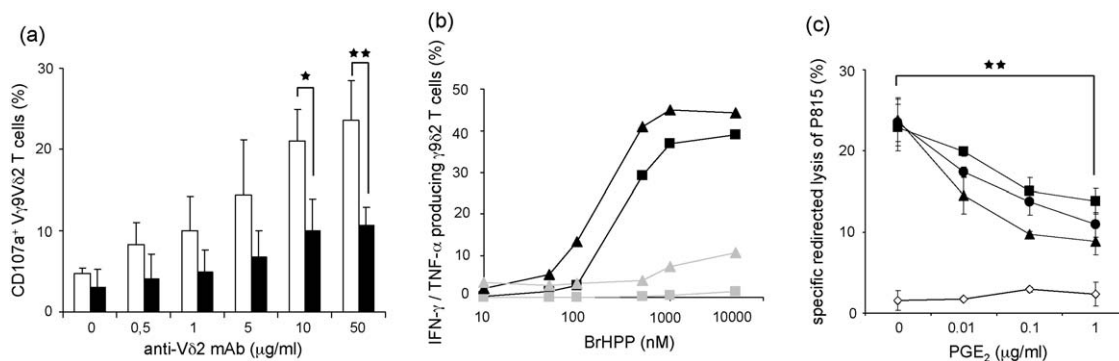 (a)
CD107a⁺ Vγ9Vδ2 T cells (%)
30
20
10
0
★
★★
0 0,5 1 5 10 50
anti-Vδ2 mAb (μg/ml)
(b)
IFN-γ / TNF-α producing γ9δ2 T cells (%)
50
40
30
20
10
0
10 100 1000 10000
BrHPP (nM)
(c)
specific redirected lysis of P815 (%)
30
20
10
0
★★
0 0.01 0.1 1
PGE₂ (μg/ml)